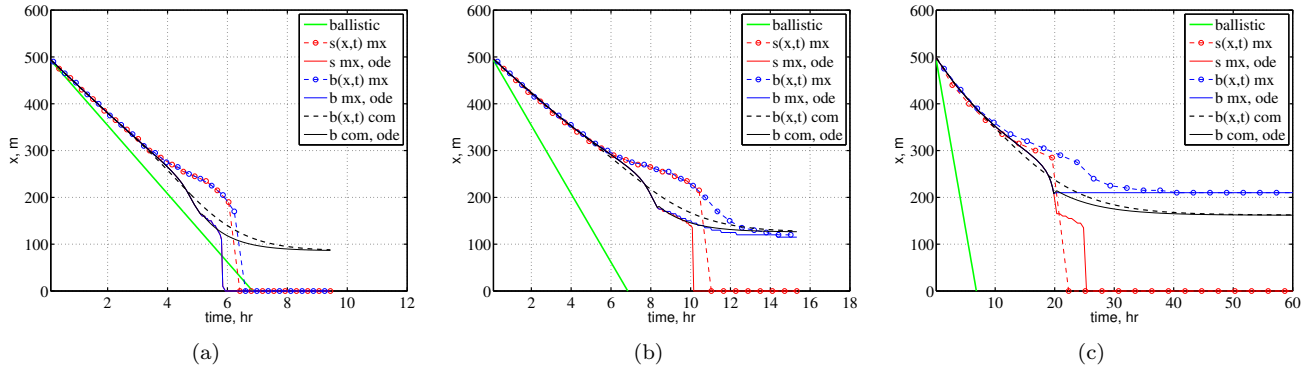 600
500
400
300
200
100
0
x, m
2
4
6
8
10
12
time, hr
ballistic
s(x,t) mx
s mx, ode
b(x,t) mx
b mx, ode
b(x,t) com
b com, ode
(a)
600
500
400
300
200
100
0
x, m
2
4
6
8
10
12
14
16
18
time, hr
ballistic
s(x,t) mx
s mx, ode
b(x,t) mx
b mx, ode
b(x,t) com
b com, ode
(b)
600
500
400
300
200
100
0
x, m
10
20
30
40
50
60
time, hr
ballistic
s(x,t) mx
s mx, ode
b(x,t) mx
b mx, ode
b(x,t) com
b com, ode
(c)